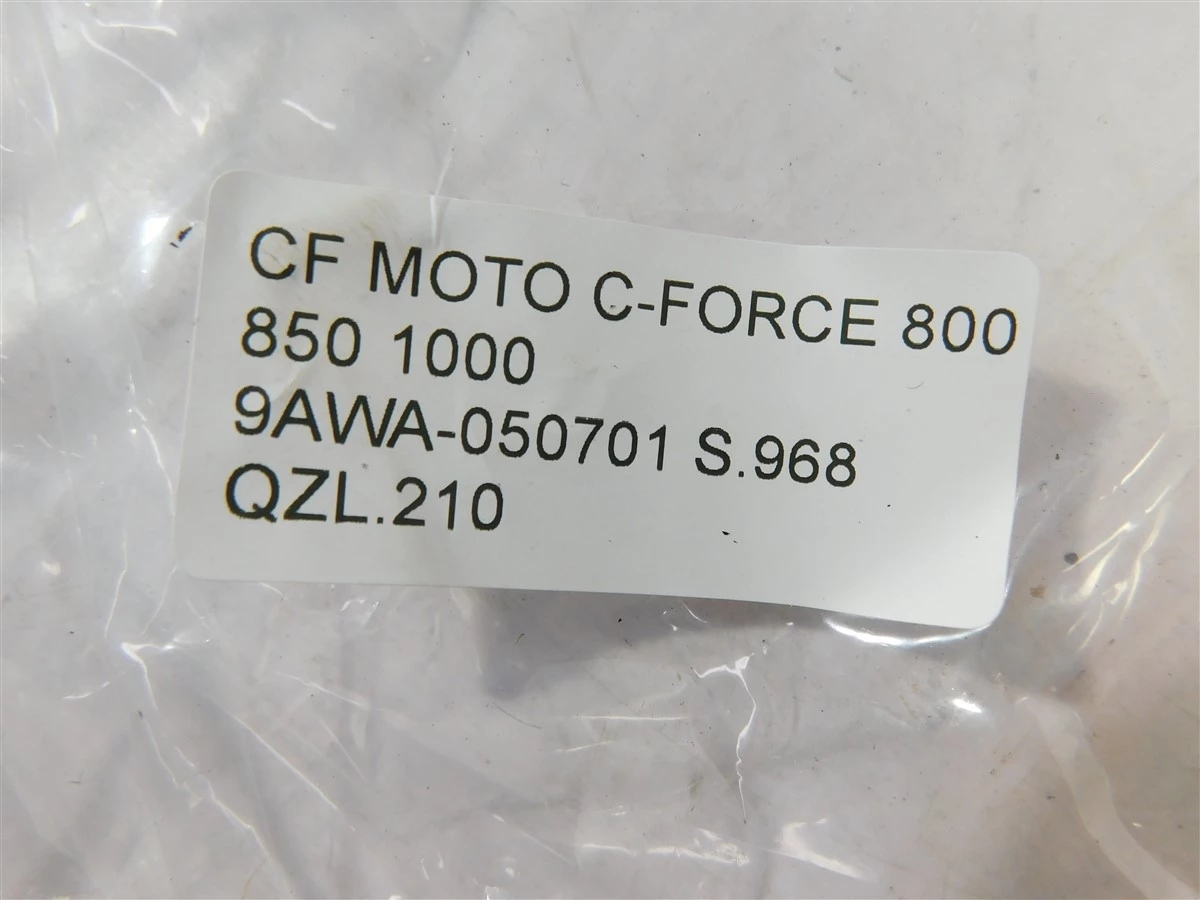 CF MOTO C-FORCE 800
850 1000
9AWA-050701 S.968
QZL.210